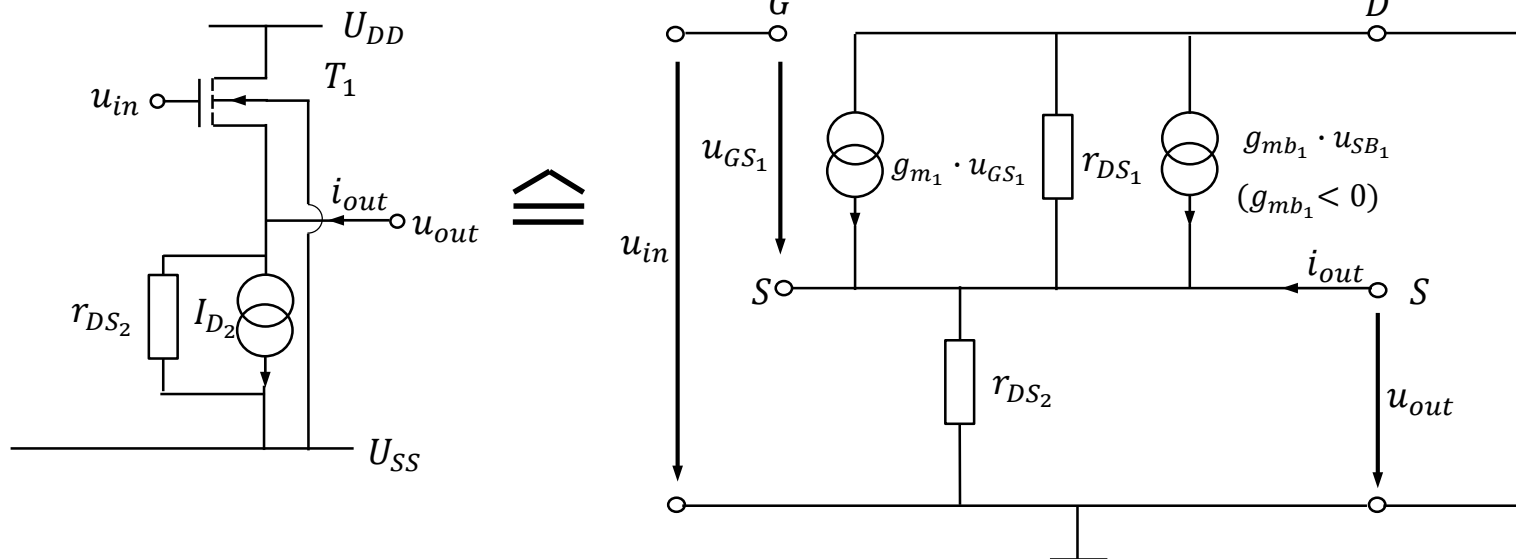 U_DD
T_1
u_in
i_out
u_out
r_DS_2
I_D_2
U_SS
≙
G
D
u_GS_1
g_m_1 · u_GS_1
r_DS_1
g_mb_1 · u_SB_1
(g_mb_1 < 0)
u_in
S
i_out
S
r_DS_2
u_out